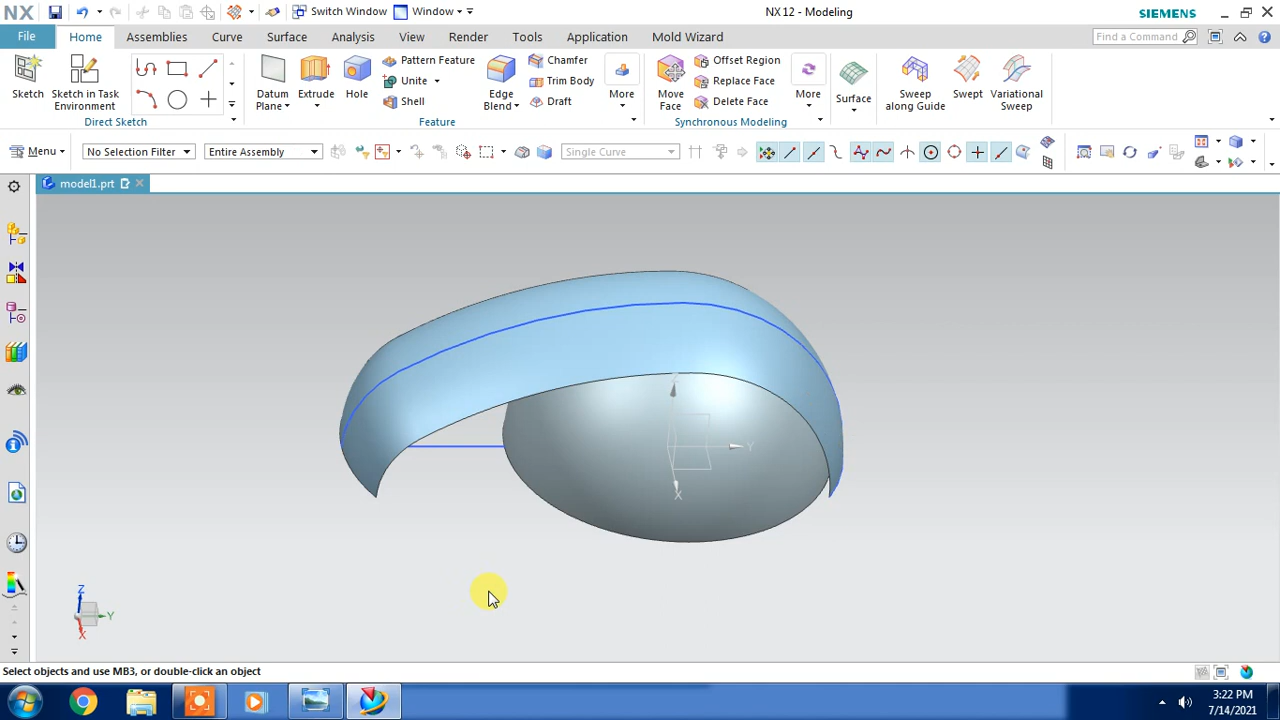 NX Switch Window Window NX 12 - Modeling SIEMENS
File Home Assemblies Curve Surface Analysis View Render Tools Application Mold Wizard Find a Command
Sketch Sketch in Task Environment Direct Sketch
Datum Plane Extrude Hole Pattern Feature Unite Shell Edge Blend Chamfer Trim Body Draft More Feature
Move Face Offset Region Replace Face Delete Face More Synchronous Modeling
Surface Sweep along Guide Swept Variational Sweep
Menu No Selection Filter Entire Assembly Single Curve
model1.prt
Z
Y
X
Z
Y
X
Select objects and use MB3, or double-click an object
3:22 PM
7/14/2021